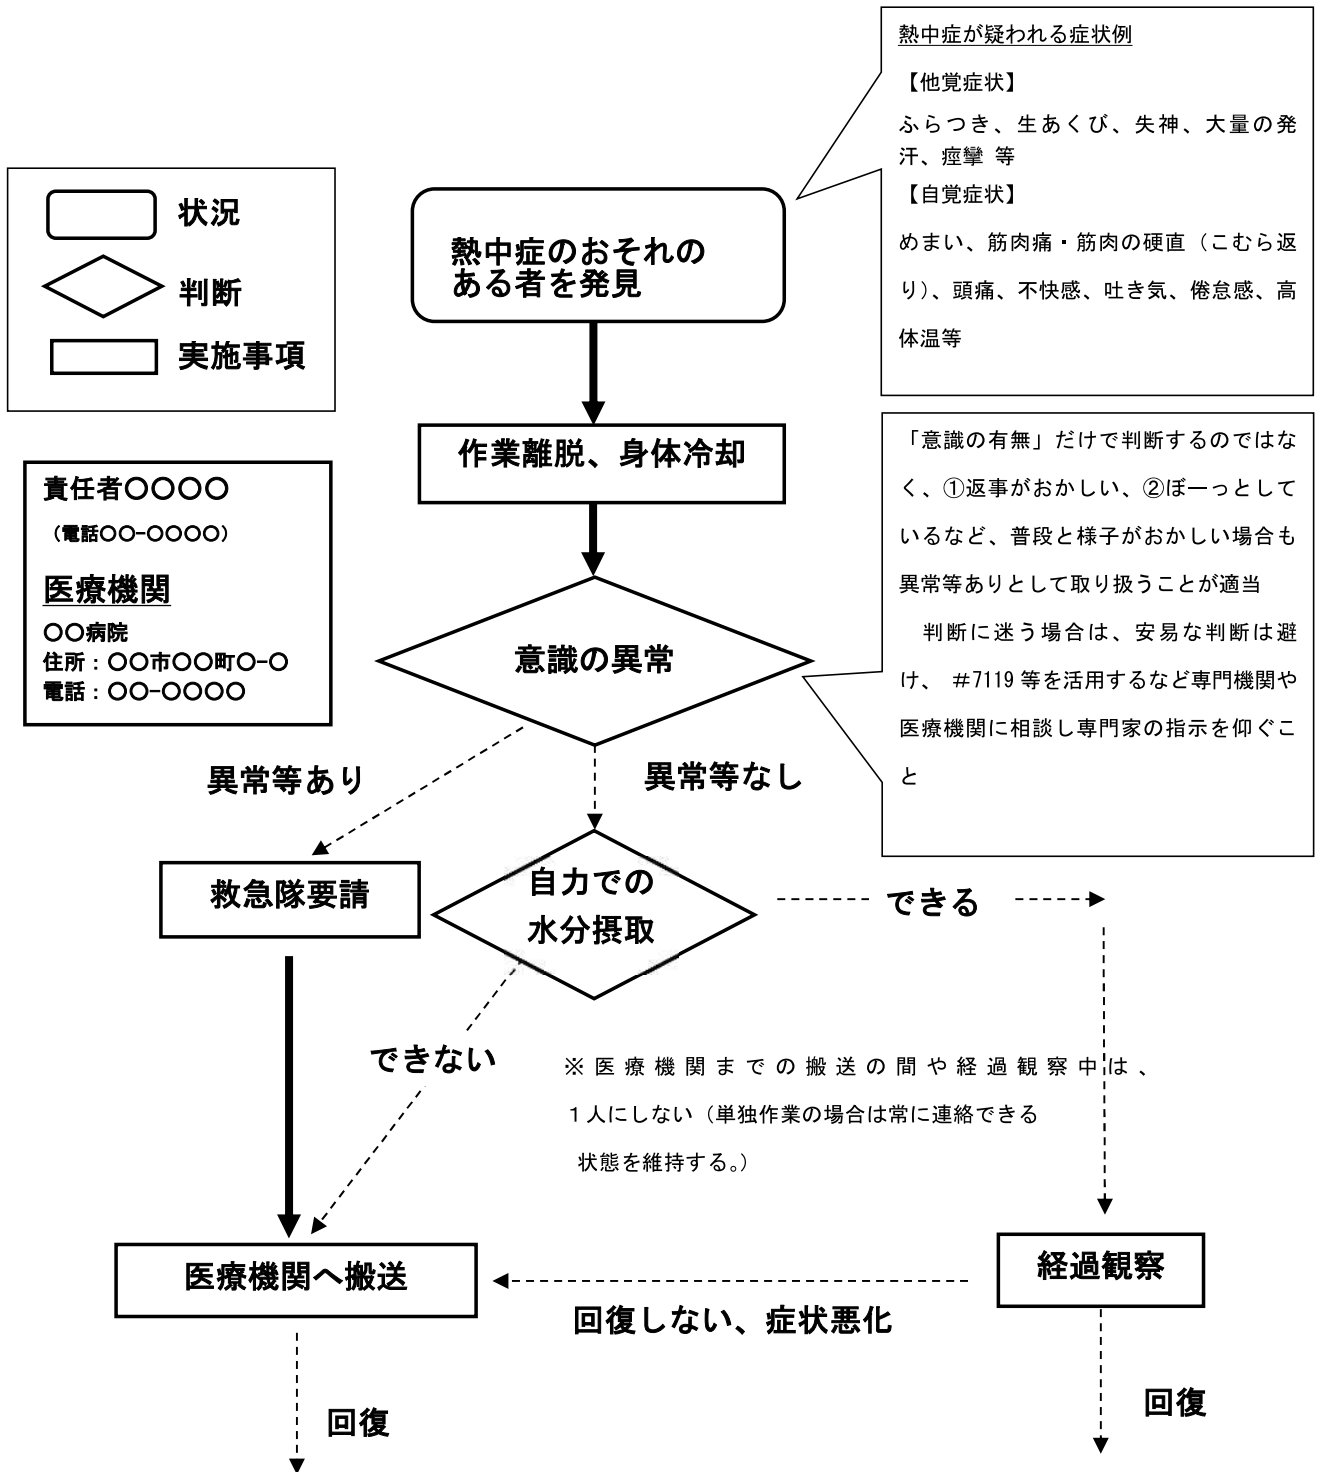 熱中症が疑われる症状例
【他覚症状】
ふらつき、生あくび、失神、大量の発
汗、痙攣 等
【自覚症状】
めまい、筋肉痛・筋肉の硬直（こむら返
り）、頭痛、不快感、吐き気、倦怠感、高
体温等
状況
判断
実施事項
熱中症のおそれの
ある者を発見
作業離脱、身体冷却
責任者〇〇〇〇
（電話〇〇-〇〇〇〇）
医療機関
〇〇病院
住所：〇〇市〇〇町〇-〇
電話：〇〇-〇〇〇〇
「意識の有無」だけで判断するのではな
く、①返事がおかしい、②ぼーっとして
いるなど、普段と様子がおかしい場合も
異常等ありとして取り扱うことが適当
　判断に迷う場合は、安易な判断は避
け、 ＃7119 等を活用するなど専門機関や
医療機関に相談し専門家の指示を仰ぐこ
と
意識の異常
異常等あり
異常等なし
救急隊要請
自力での
水分摂取
できる
できない
※医療機関までの搬送の間や経過観察中は、
１人にしない（単独作業の場合は常に連絡できる
状態を維持する。）
医療機関へ搬送
経過観察
回復しない、症状悪化
回復
回復